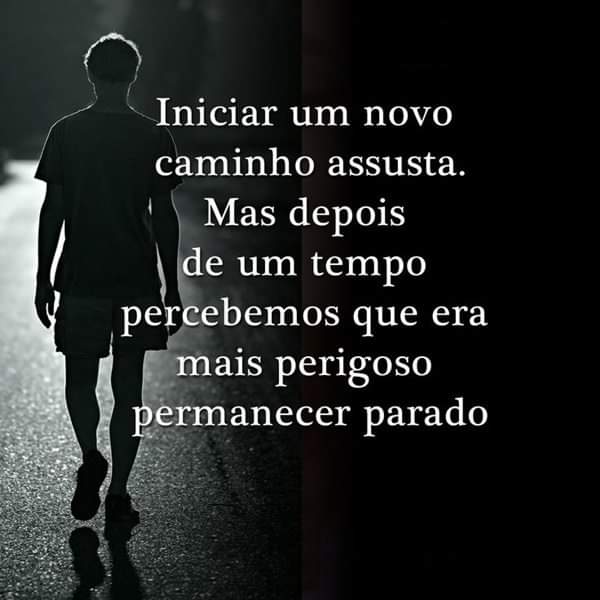 Iniciar um novo
caminho assusta.
Mas depois
de um tempo
percebemos que era
mais perigoso
permanecer parado